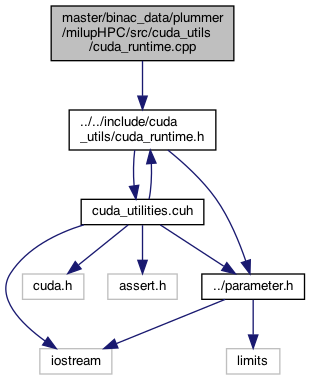 master/binac_data/plummer
/milupHPC/src/cuda_utils
/cuda_runtime.cpp
../../include/cuda
_utils/cuda_runtime.h
cuda_utilities.cuh
cuda.h
assert.h
../parameter.h
iostream
limits